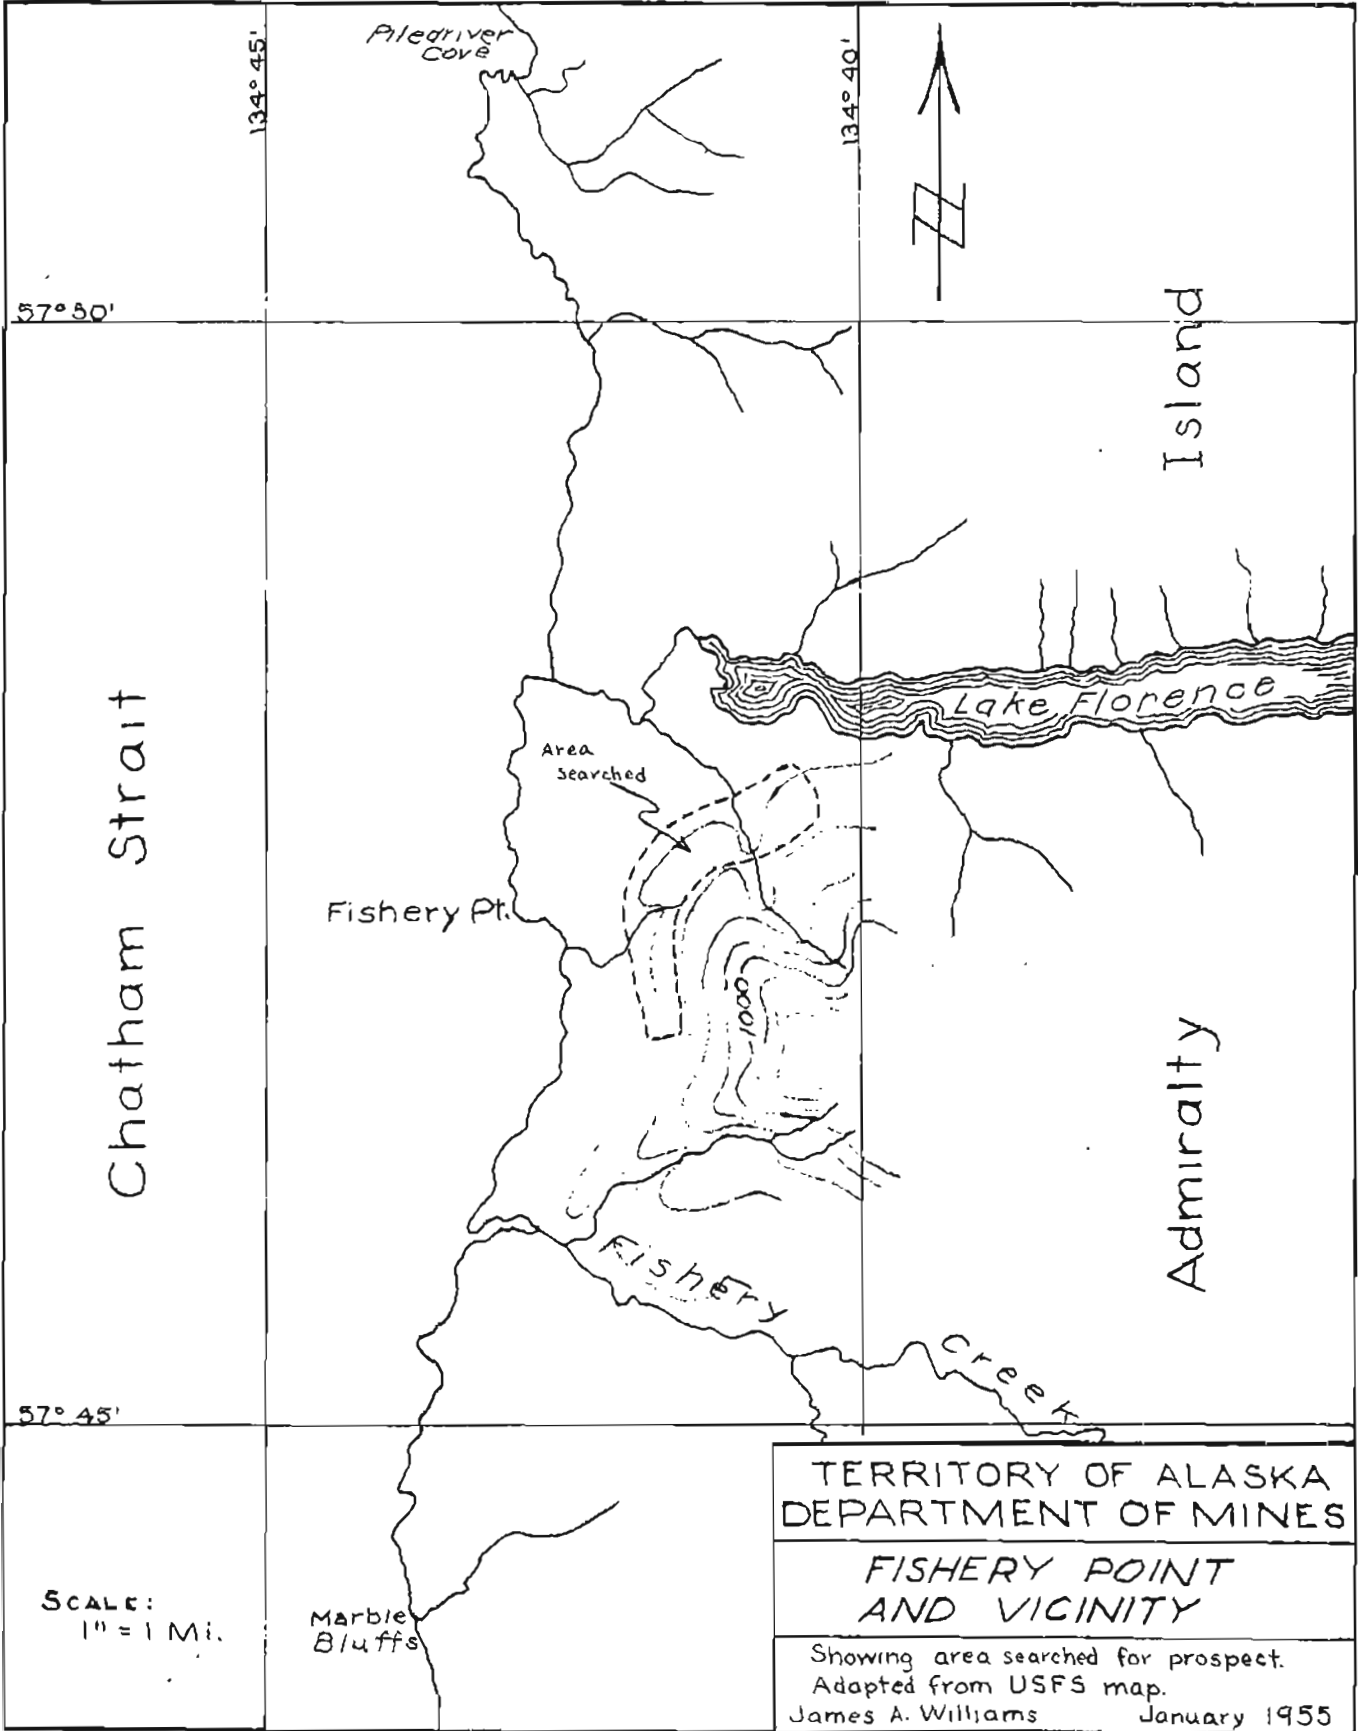 Piledriver
Cove
134° 45'
134° 40'
N
57° 50'
Island
Lake Florence
Area
searched
Chatham Strait
Fishery Pt.
1000
Admiralty
Fishery
Creek
57° 45'
TERRITORY OF ALASKA
DEPARTMENT OF MINES
FISHERY POINT
AND VICINITY
SCALE:
1" = 1 Mi.
Marble
Bluffs
Showing area searched for prospect.
Adapted from USFS map.
James A. Williams January 1955